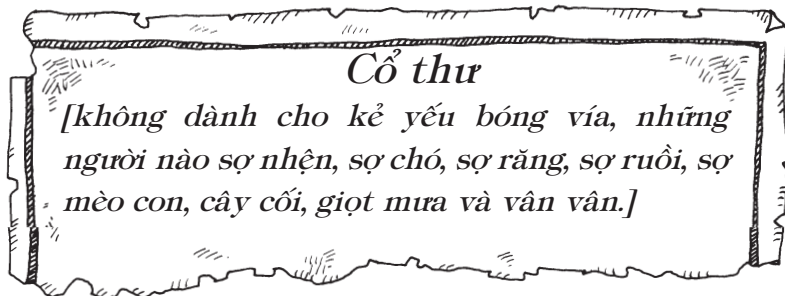 Cổ thư
[không dành cho kẻ yếu bóng vía, những
người nào sợ nhện, sợ chó, sợ răng, sợ ruồi, sợ
mèo con, cây cối, giọt mưa và vân vân.]